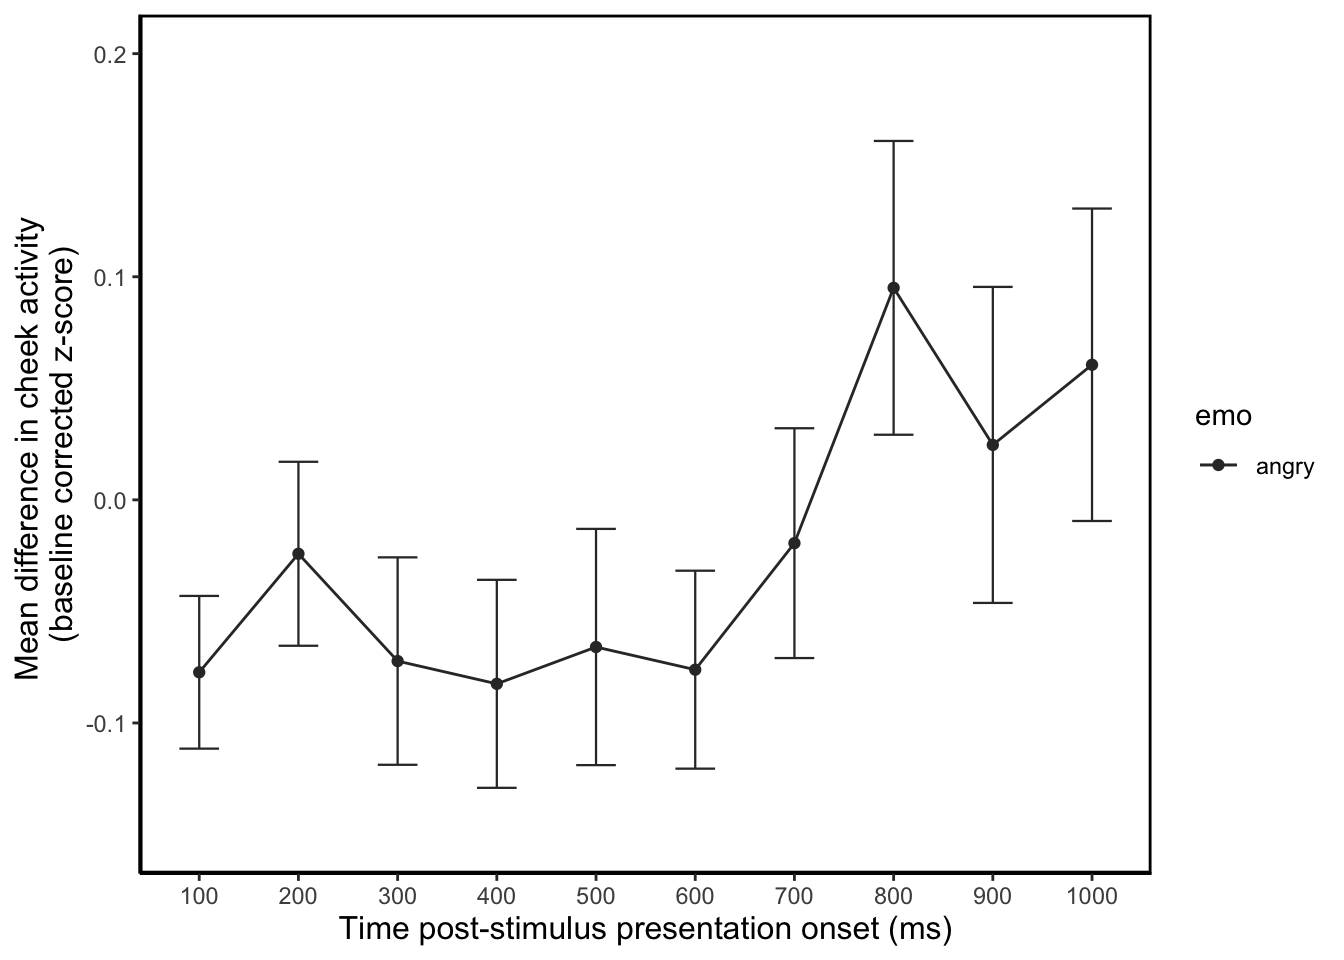 Mean difference in cheek activity
(baseline corrected z-score)
0.2
0.1
0.0
-0.1
100 200 300 400 500 600 700 800 900 1000
Time post-stimulus presentation onset (ms)
emo
angry